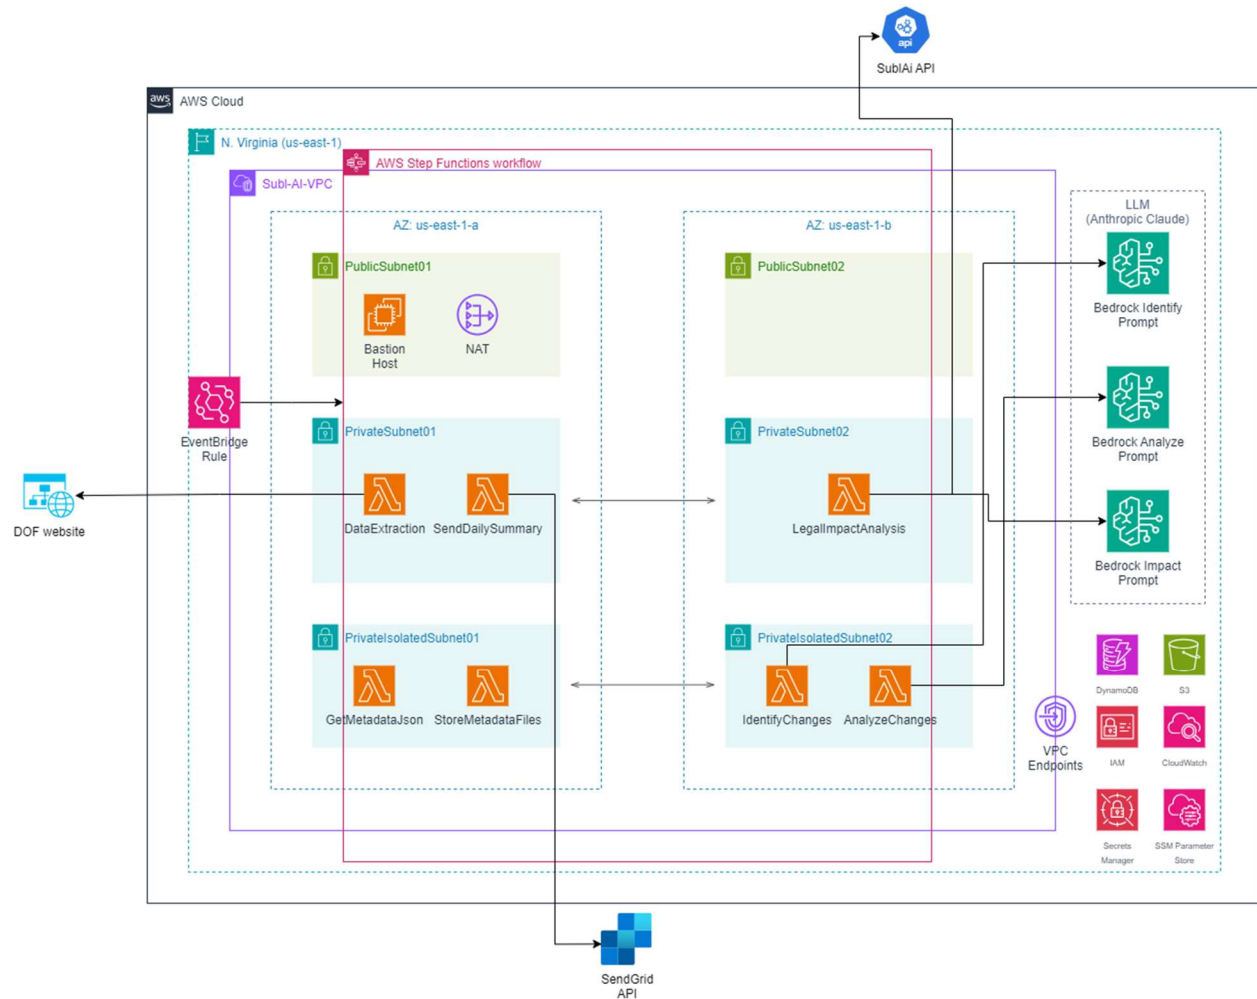 api
SublAi API
aws
AWS Cloud
N. Virginia (us-east-1)
AWS Step Functions workflow
Subl-AI-VPC
AZ: us-east-1-a
AZ: us-east-1-b
LLM
(Anthropic Claude)
PublicSubnet01
PublicSubnet02
Bastion
Host
NAT
Bedrock Identify
Prompt
EventBridge
Rule
PrivateSubnet01
PrivateSubnet02
Bedrock Analyze
Prompt
DOF website
DataExtraction
SendDailySummary
LegalImpactAnalysis
Bedrock Impact
Prompt
PrivateIsolatedSubnet01
PrivateIsolatedSubnet02
GetMetadataJson
StoreMetadataFiles
IdentifyChanges
AnalyzeChanges
VPC
Endpoints
DynamoDB
S3
IAM
CloudWatch
Secrets
Manager
SSM Parameter
Store
SendGrid
API